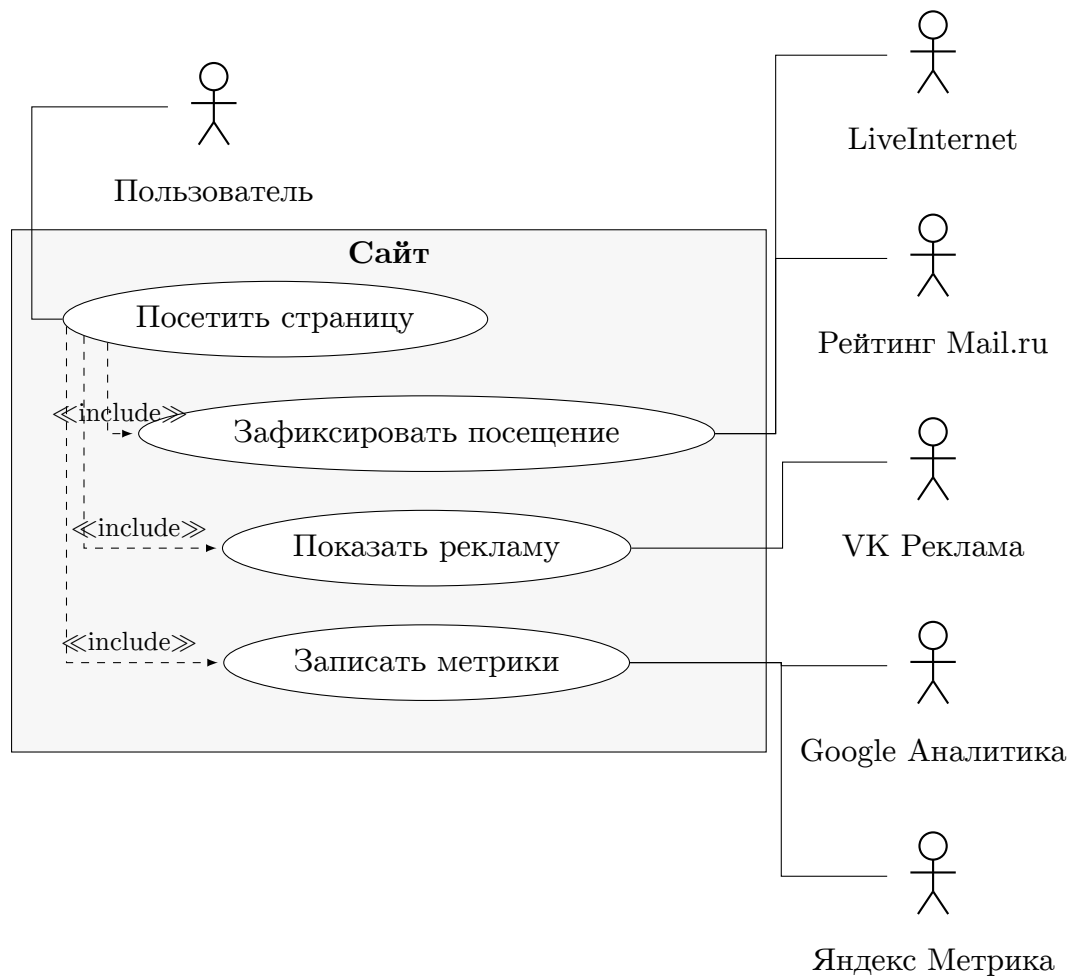 LiveInternet
Пользователь
Сайт
Посетить страницу
Рейтинг Mail.ru
≪include≫
Зафиксировать посещение
≪include≫
Показать рекламу
VK Реклама
≪include≫
Записать метрики
Google Аналитика
Яндекс Метрика